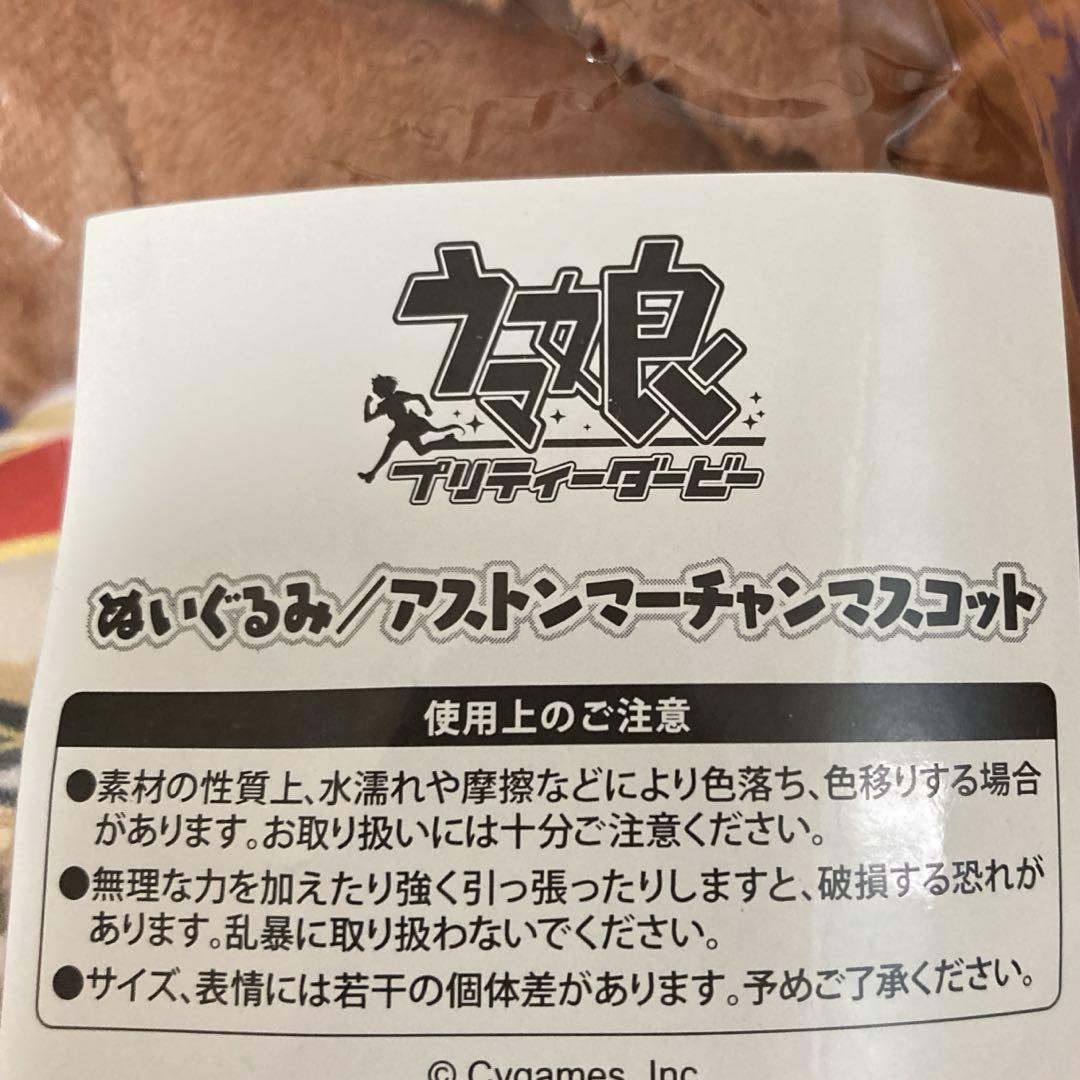 ウマ娘
プリティーダービー
ぬいぐるみ/アストンマーチャンマスコット
使用上のご注意
●素材の性質上、水濡れや摩擦などにより色落ち、色移りする場合
があります。お取り扱いには十分ご注意ください。
●無理な力を加えたり強く引っ張ったりしますと、破損する恐れが
あります。乱暴に取り扱わないでください。
●サイズ、表情には若干の個体差があります。予めご了承ください。
© Cygames, Inc.